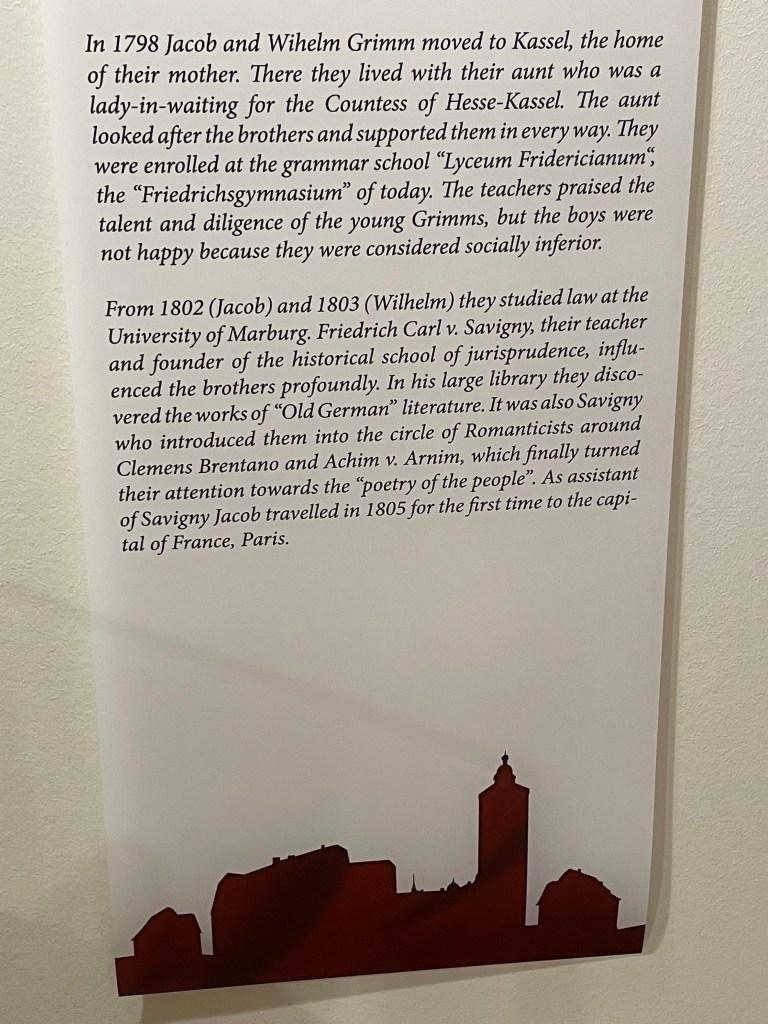 In 1798 Jacob and Wihelm Grimm moved to Kassel, the home
of their mother. There they lived with their aunt who was a
lady-in-waiting for the Countess of Hesse-Kassel. The aunt
looked after the brothers and supported them in every way. They
were enrolled at the grammar school “Lyceum Fridericianum“,
the “Friedrichsgymnasium” of today. The teachers praised the
talent and diligence of the young Grimms, but the boys were
not happy because they were considered socially inferior.
From 1802 (Jacob) and 1803 (Wilhelm) they studied law at the
University of Marburg. Friedrich Carl v. Savigny, their teacher
and founder of the historical school of jurisprudence, influ-
enced the brothers profoundly. In his large library they disco-
vered the works of “Old German” literature. It was also Savigny
who introduced them into the circle of Romanticists around
Clemens Brentano and Achim v. Arnim, which finally turned
their attention towards the “poetry of the people”. As assistant
of Savigny Jacob travelled in 1805 for the first time to the capi-
tal of France, Paris.